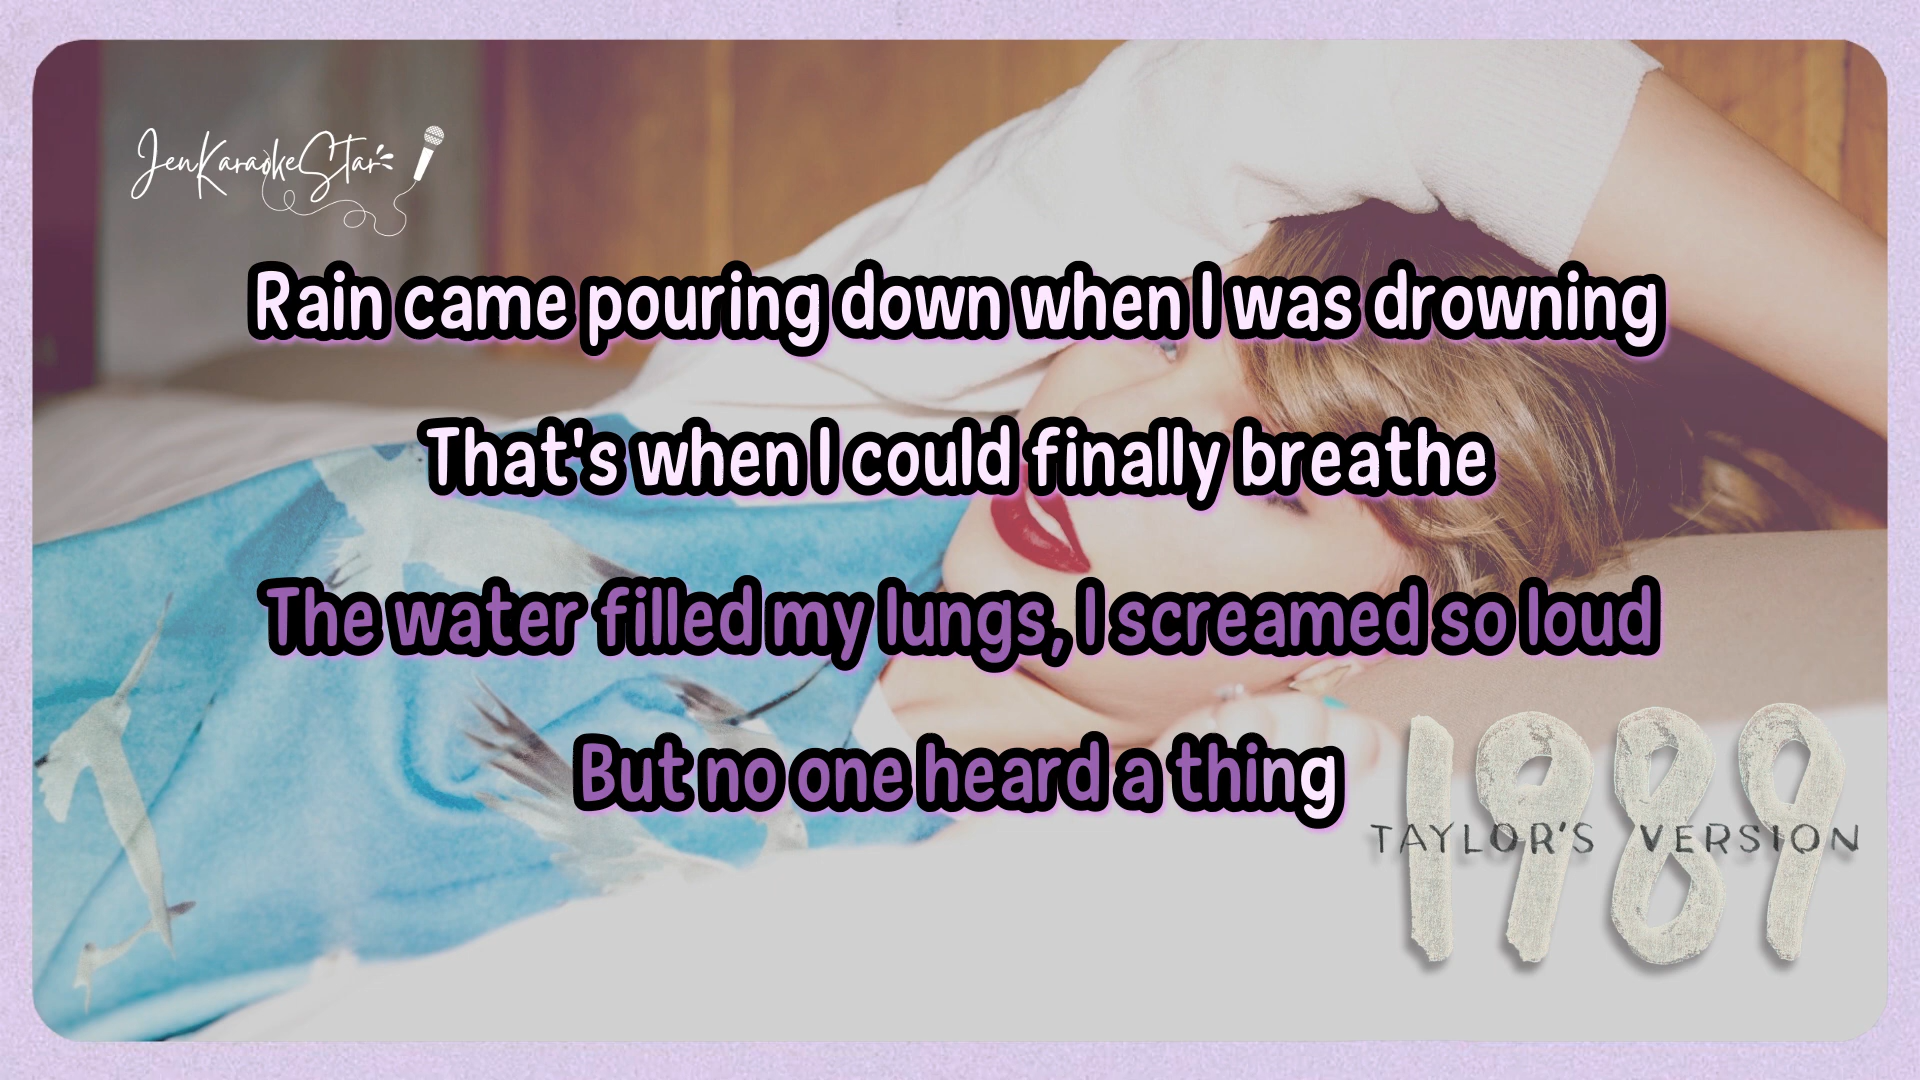 JenKaraokeStar
Rain came pouring down when I was drowning
That's when I could finally breathe
The water filled my lungs, I screamed so loud
But no one heard a thing
1989
TAYLOR'S VERSION